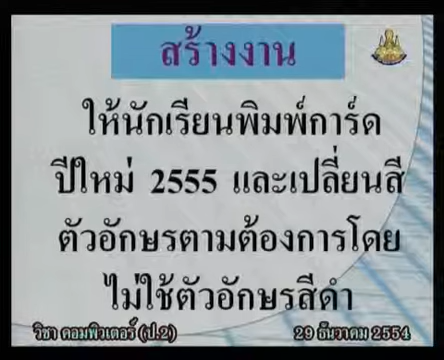 สร้างงาน
ให้นักเรียนพิมพ์การ์ด
ปีใหม่ 2555 และเปลี่ยนสี
ตัวอักษรตามต้องการโดย
ไม่ใช้ตัวอักษรสีดำ
วิชา คอมพิวเตอร์ (ป.2) 29 ธันวาคม 2554